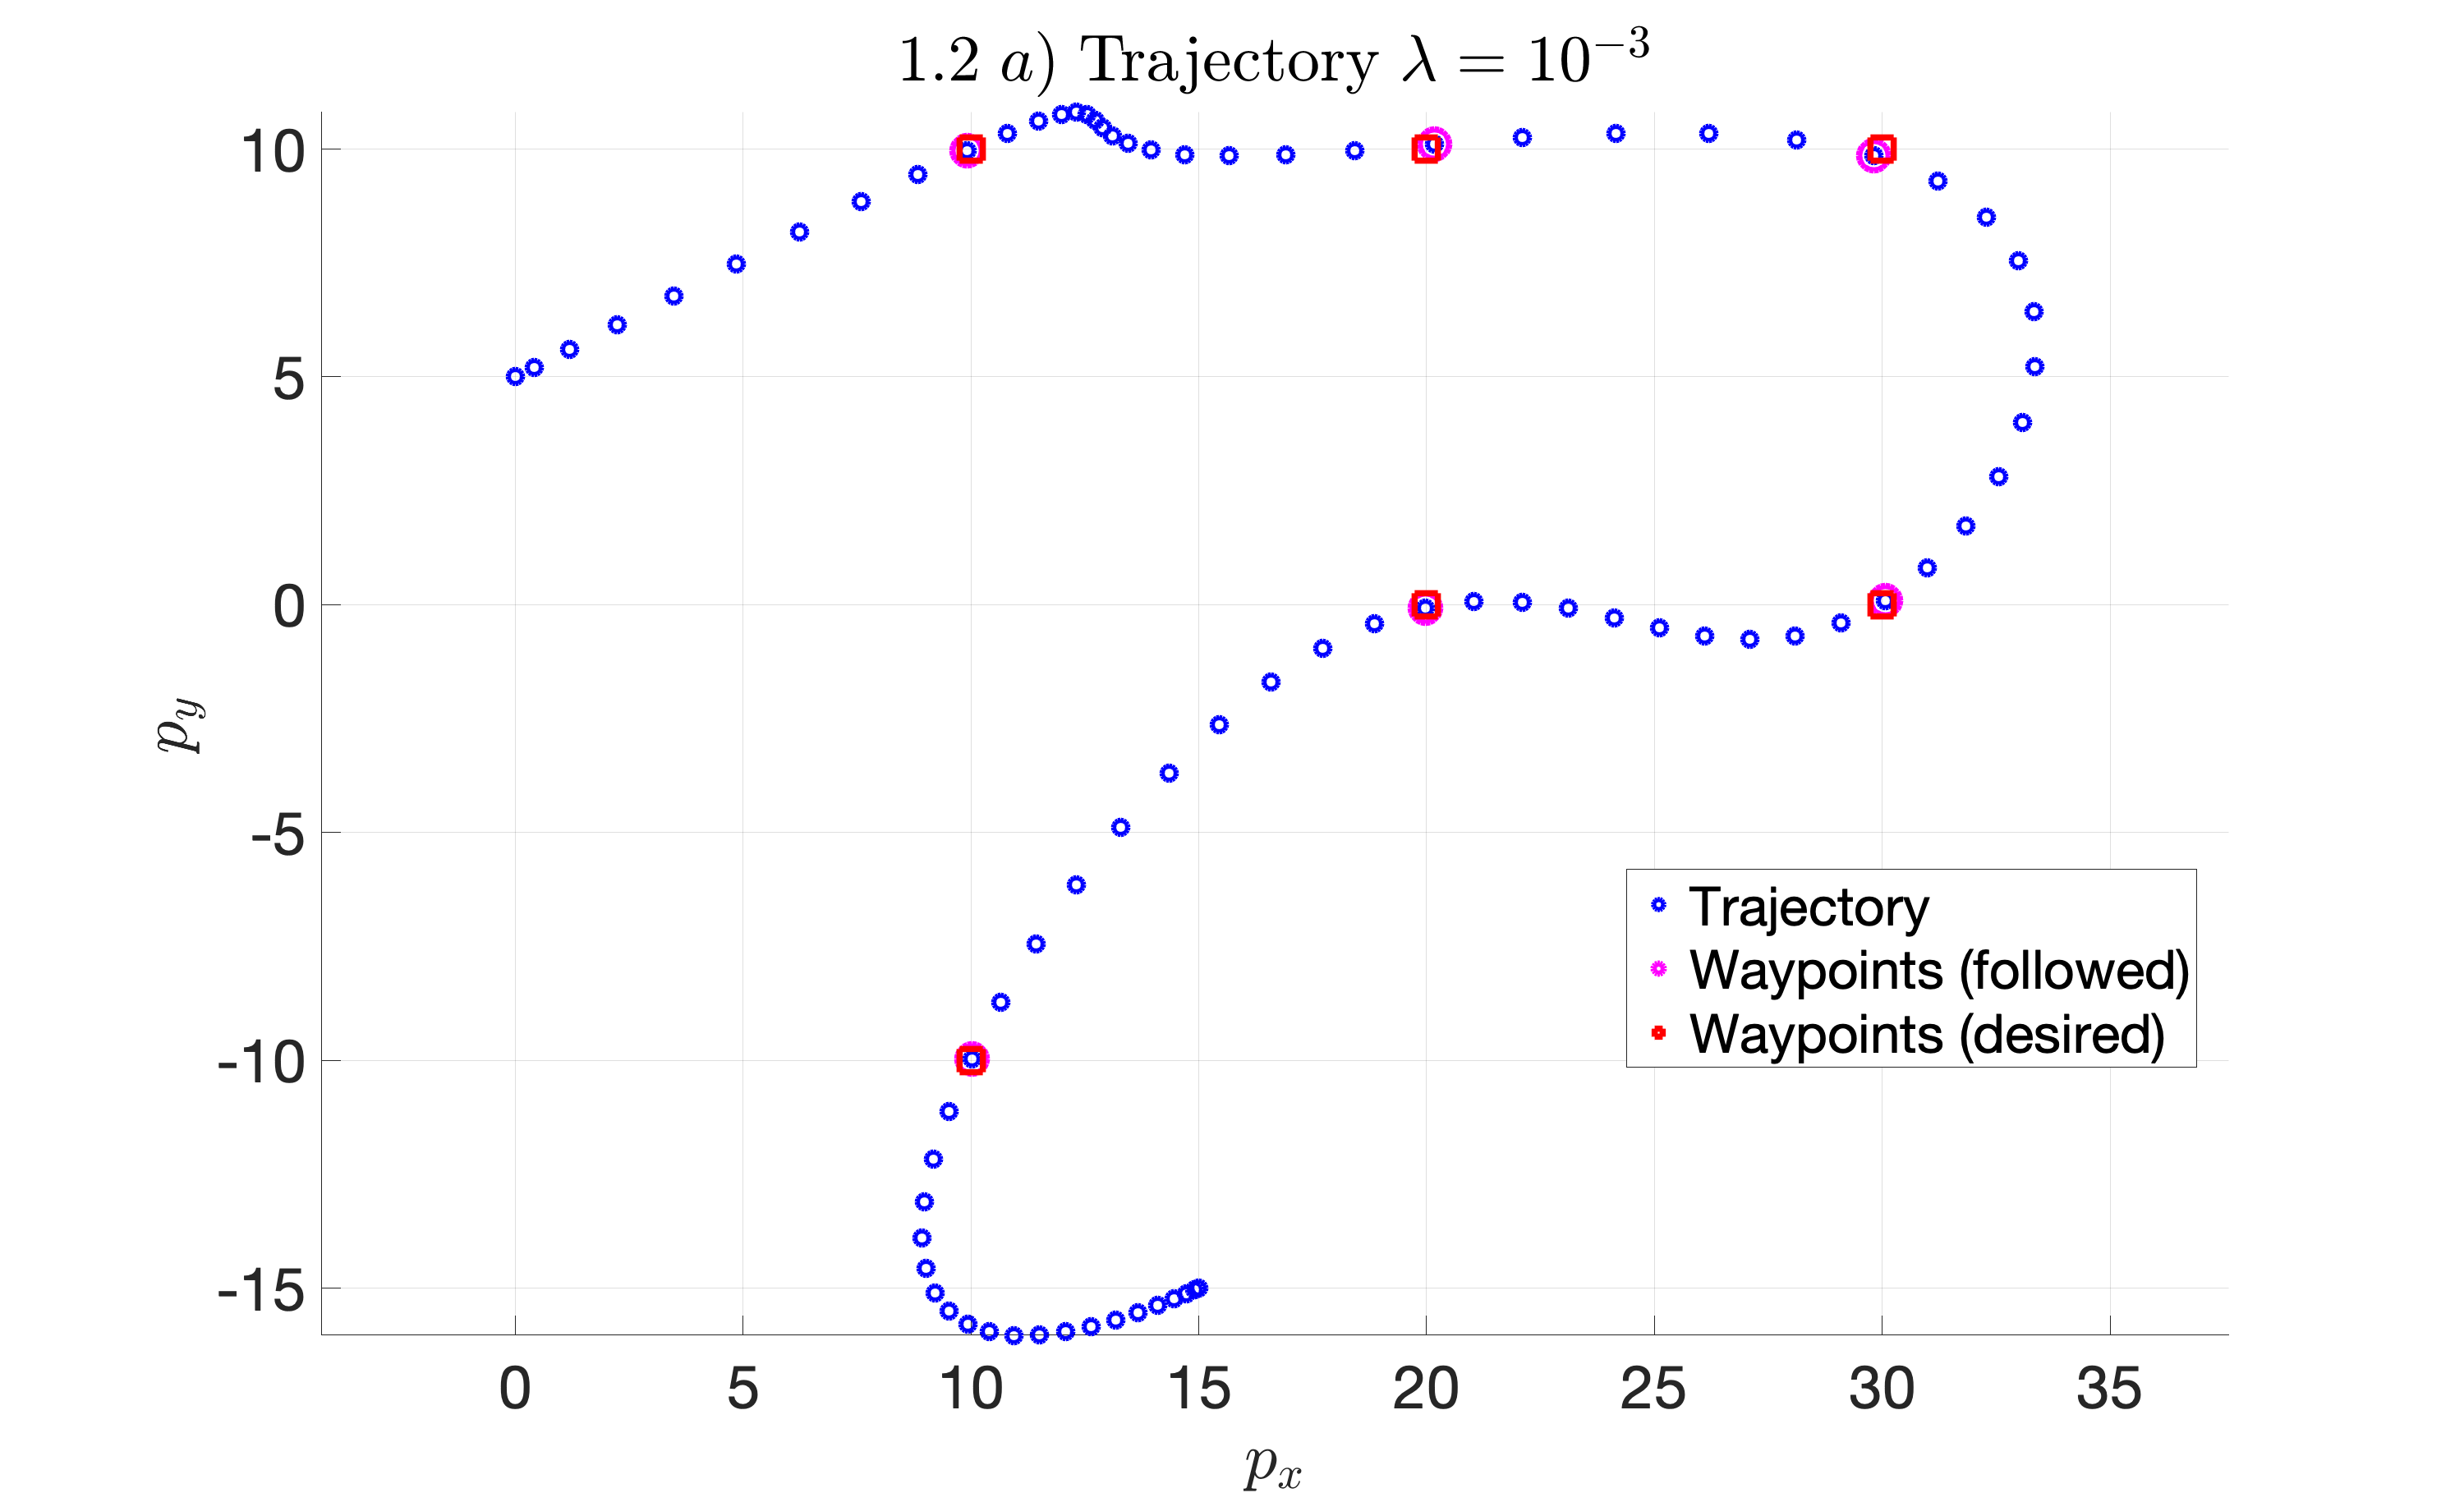 1.2 a) Trajectory λ = 10⁻³
10
5
0
-5
-10
-15
p_y
Trajectory
Waypoints (followed)
Waypoints (desired)
0 5 10 15 20 25 30 35
p_x